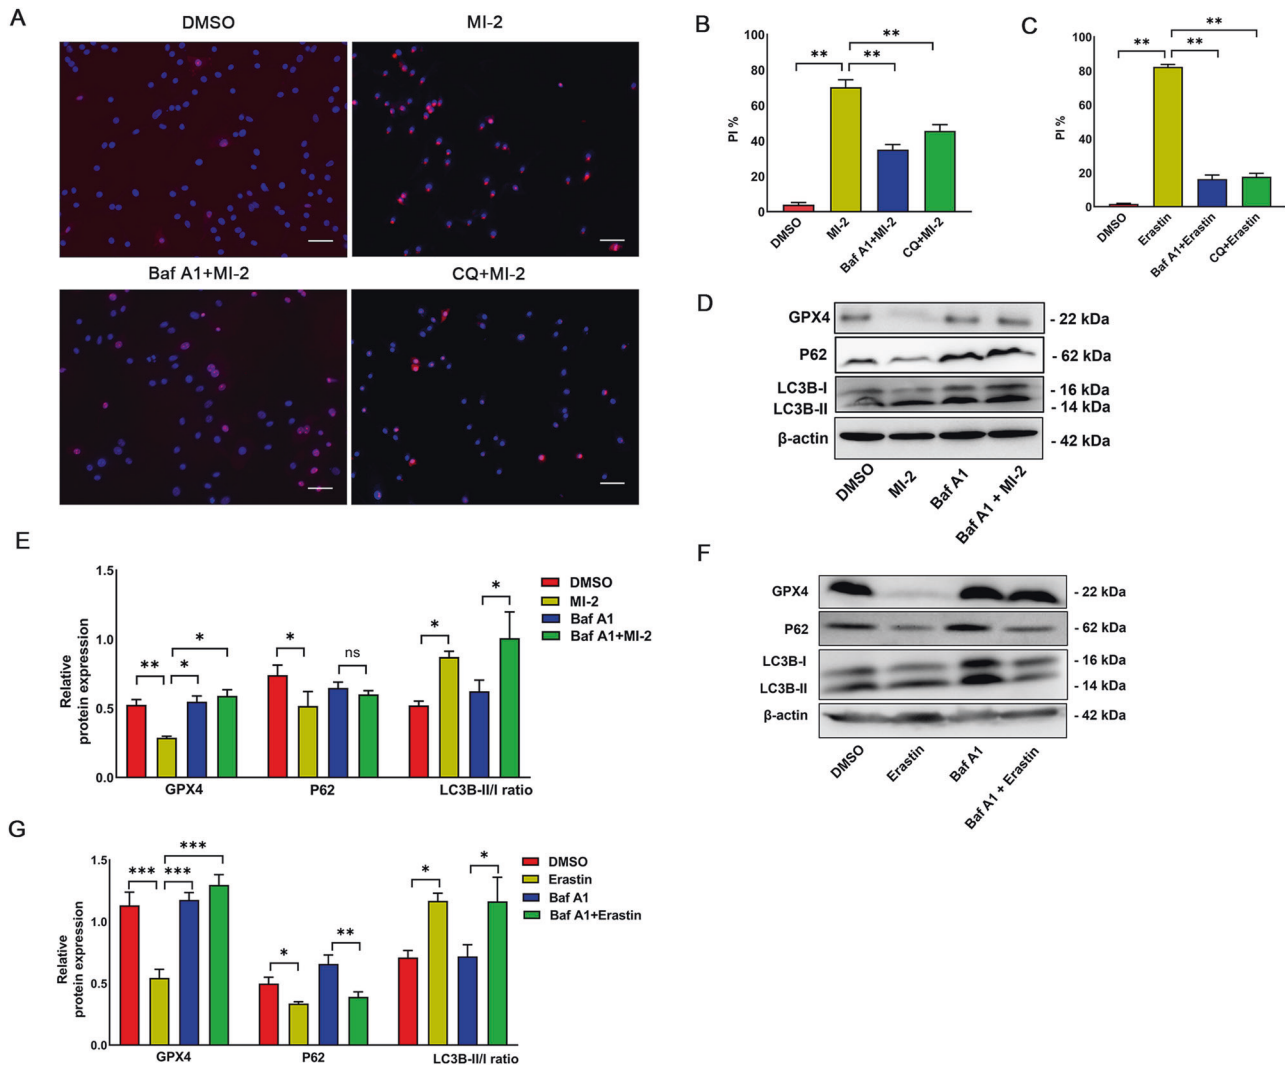 A
DMSO
MI-2
Baf A1+MI-2
CQ+MI-2
B
PI %
100
80
60
40
20
0
** ** **
DMSO
MI-2
Baf A1+MI-2
CQ+MI-2
C
PI %
100
80
60
40
20
0
** ** **
DMSO
Erastin
Baf A1+Erastin
CQ+Erastin
D
GPX4 - 22 kDa
P62 - 62 kDa
LC3B-I - 16 kDa
LC3B-II - 14 kDa
β-actin - 42 kDa
DMSO
MI-2
Baf A1
Baf A1 + MI-2
E
Relative
protein expression
1.5
1.0
0.5
0.0
** * *
* ns
* *
GPX4
P62
LC3B-II/I ratio
DMSO
MI-2
Baf A1
Baf A1+MI-2
F
GPX4 - 22 kDa
P62 - 62 kDa
LC3B-I - 16 kDa
LC3B-II - 14 kDa
β-actin - 42 kDa
DMSO
Erastin
Baf A1
Baf A1 + Erastin
G
Relative
protein expression
1.5
1.0
0.5
0.0
*** *** ***
* **
* *
GPX4
P62
LC3B-II/I ratio
DMSO
Erastin
Baf A1
Baf A1+Erastin